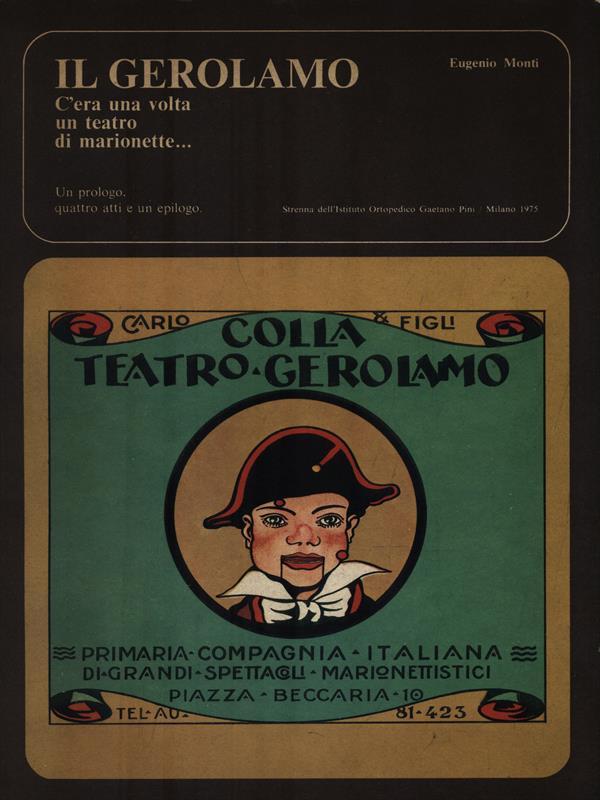 IL GEROLAMO
Eugenio Monti
C'era una volta
un teatro
di marionette...
Un prologo,
quattro atti e un epilogo.
Strenna dell'Istituto Ortopedico Gaetano Pini / Milano 1975
CARLO & FIGLI
COLLA
TEATRO·GEROLAMO
PRIMARIA·COMPAGNIA·ITALIANA
DI·GRANDI·SPETTACOLI·MARIONETTISTICI
PIAZZA·BECCARIA·10
TEL·AU· 81-423